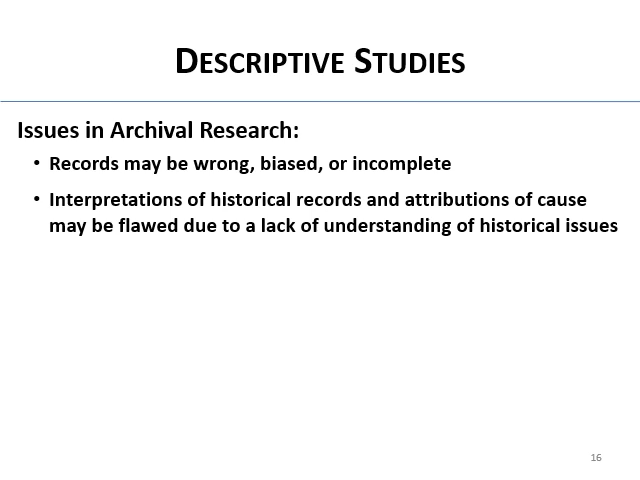 DESCRIPTIVE STUDIES
Issues in Archival Research:
• Records may be wrong, biased, or incomplete
• Interpretations of historical records and attributions of cause
may be flawed due to a lack of understanding of historical issues
16